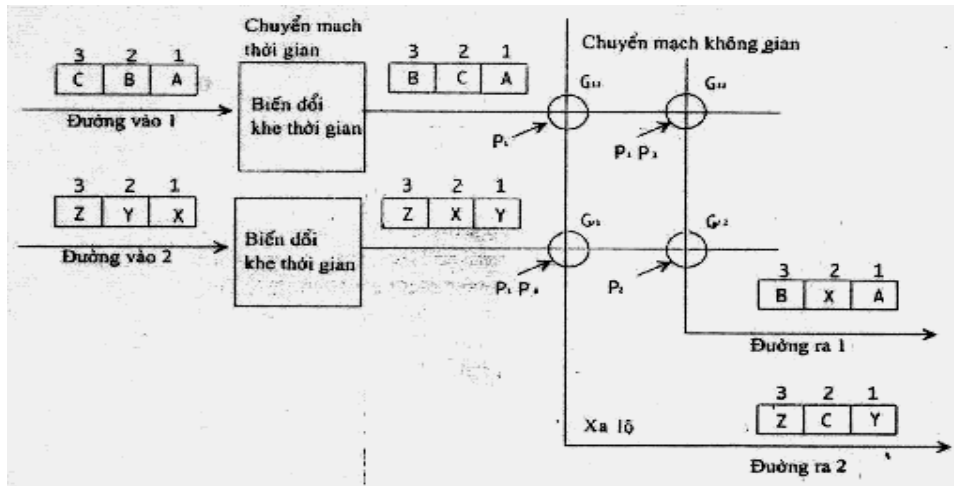 Chuyển mạch
thời gian
Chuyển mạch không gian
3 2 1
C B A
Đường vào 1
Biến đổi
khe thời gian
3 2 1
B C A
P₁
P₁ P₃
3 2 1
Z Y X
Đường vào 2
Biến đổi
khe thời gian
3 2 1
Z X Y
P₂
3 2 1
B X A
Đường ra 1
Xa lộ
3 2 1
Z C Y
Đường ra 2